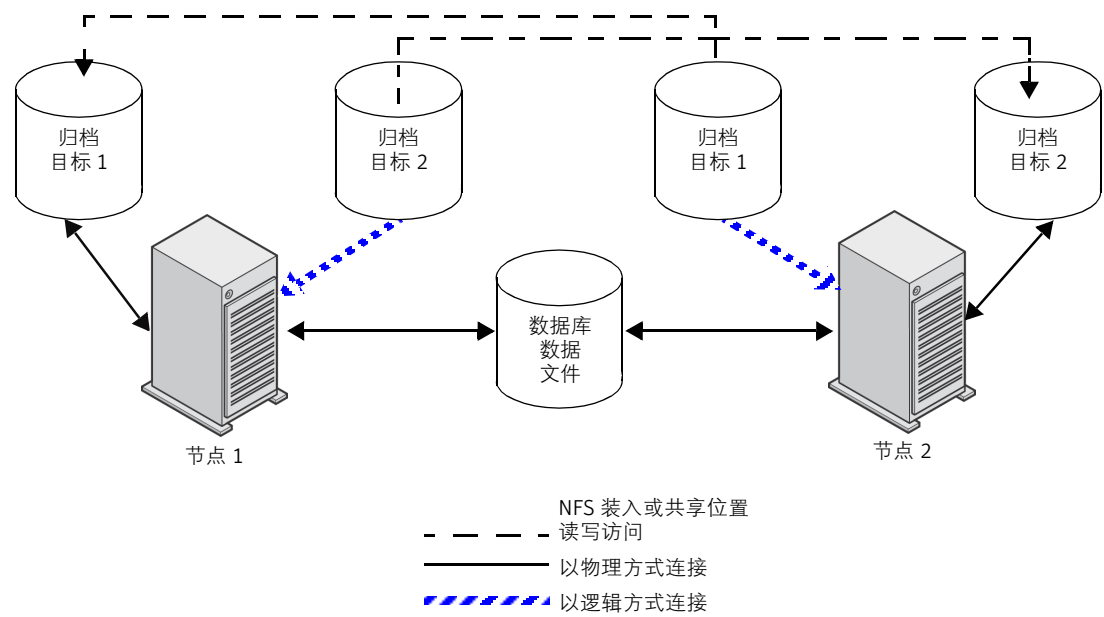 归档
目标 1
归档
目标 2
归档
目标 1
归档
目标 2
数据库
数据
文件
节点 1
节点 2
NFS 装入或共享位置
读写访问
以物理方式连接
以逻辑方式连接